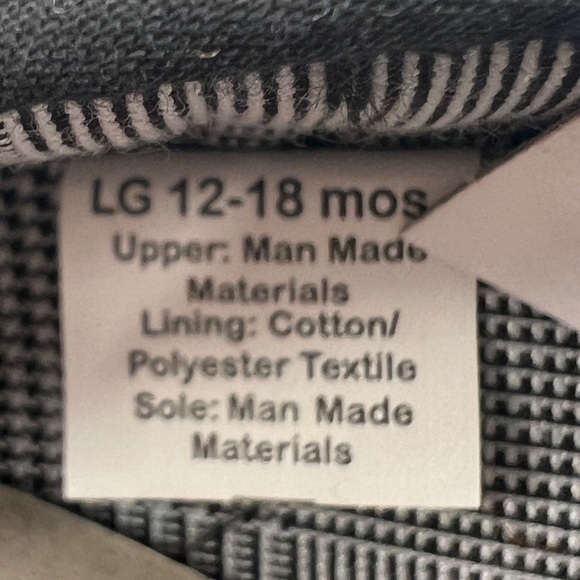 LG 12-18 mos
Upper: Man Made
Materials
Lining: Cotton/
Polyester Textile
Sole: Man Made
Materials